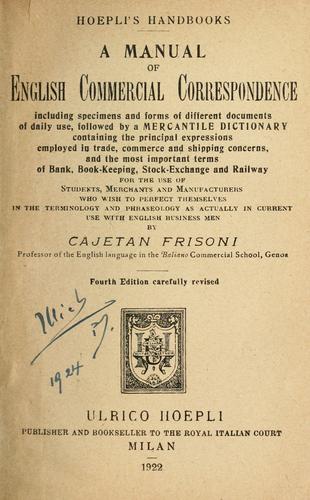 HOEPLI'S HANDBOOKS
A MANUAL
OF
ENGLISH COMMERCIAL CORRESPONDENCE
including specimens and forms of different documents
of daily use, followed by a MERCANTILE DICTIONARY
containing the principal expressions
employed in trade, commerce and shipping concerns,
and the most important terms
of Bank, Book-Keeping, Stock-Exchange and Railway
FOR THE USE OF
STUDENTS, MERCHANTS AND MANUFACTURERS
WHO WISH TO PERFECT THEMSELVES
IN THE TERMINOLOGY AND PHRASEOLOGY AS ACTUALLY IN CURRENT
USE WITH ENGLISH BUSINESS MEN
BY
CAJETAN FRISONI
Professor of the English language in the Baliano Commercial School, Genoa
Fourth Edition carefully revised
1924
ULRICO HOEPLI
PUBLISHER AND BOOKSELLER TO THE ROYAL ITALIAN COURT
MILAN
1922